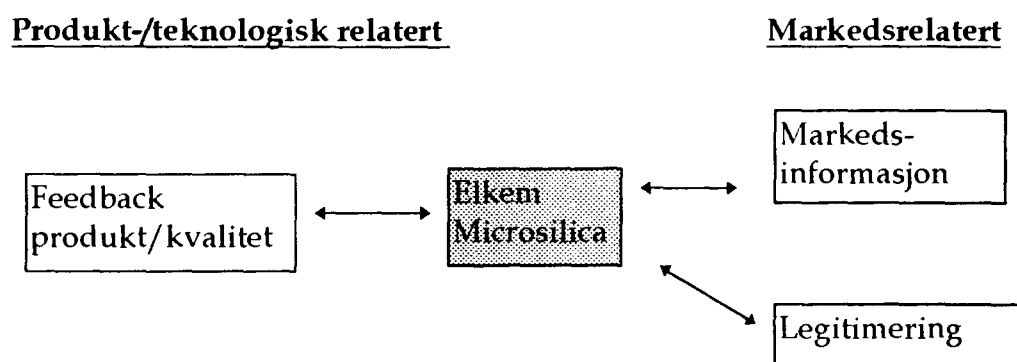 Produkt-/teknologisk relatert
Markedsrelatert
Feedback
produkt/kvalitet
Elkem
Microsilica
Markeds-
informasjon
Legitimering